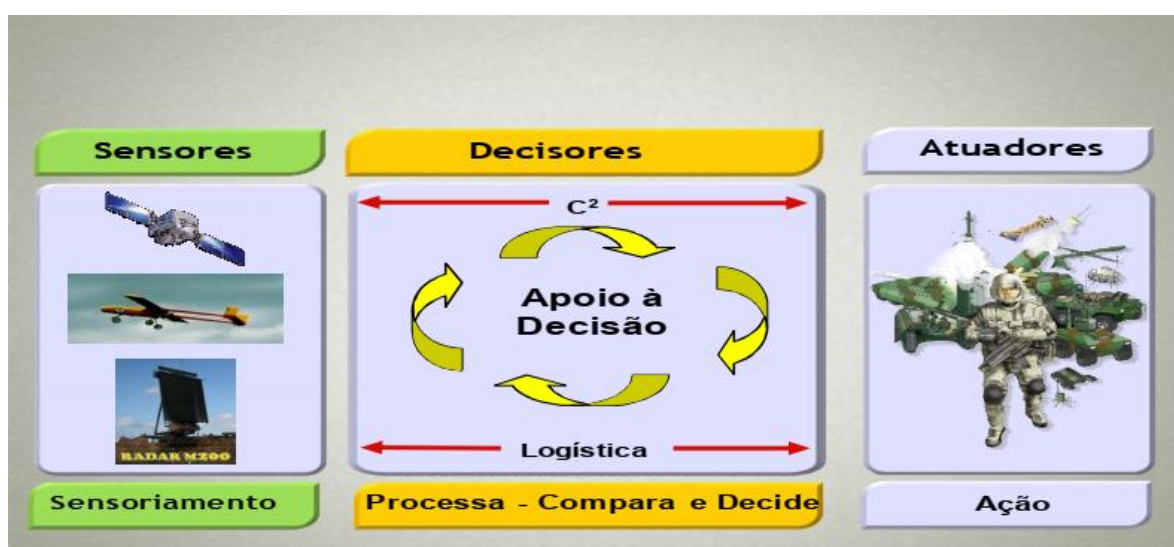 Sensores
Decisores
Atuadores
C²
Apoio à
Decisão
RADAR M200
Logística
Sensoriamento
Processa - Compara e Decide
Ação